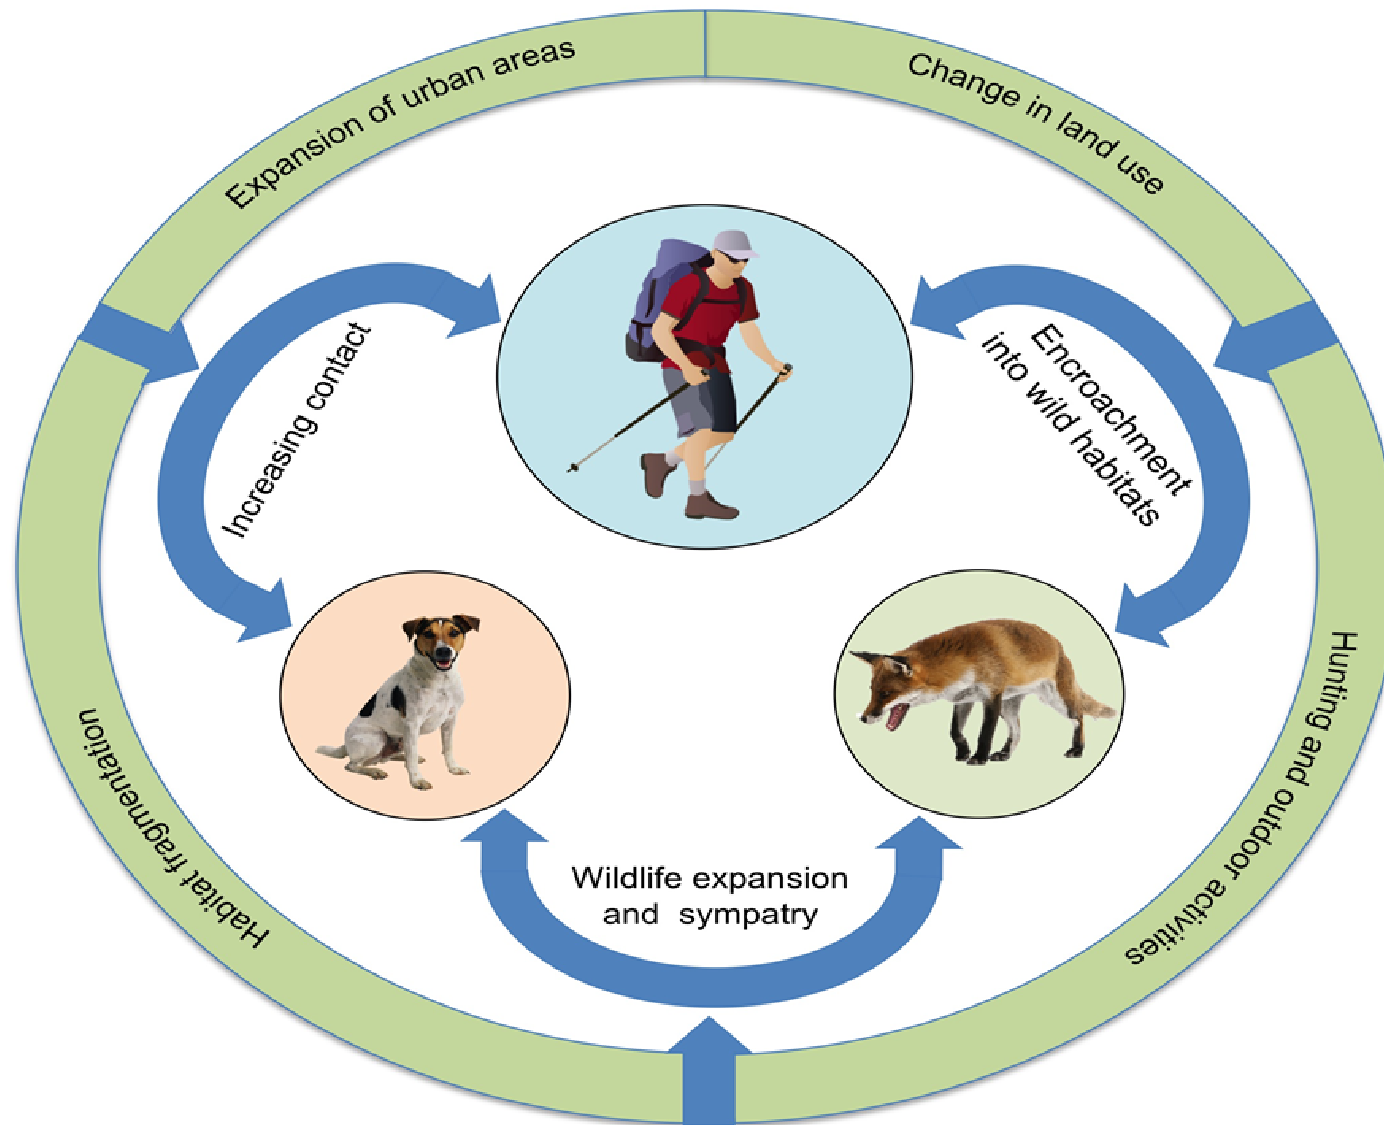 Expansion of urban areas
Change in land use
Increasing contact
Encroachment
into wild habitats
Habitat fragmentation
Hunting and outdoor activities
Wildlife expansion
and sympatry